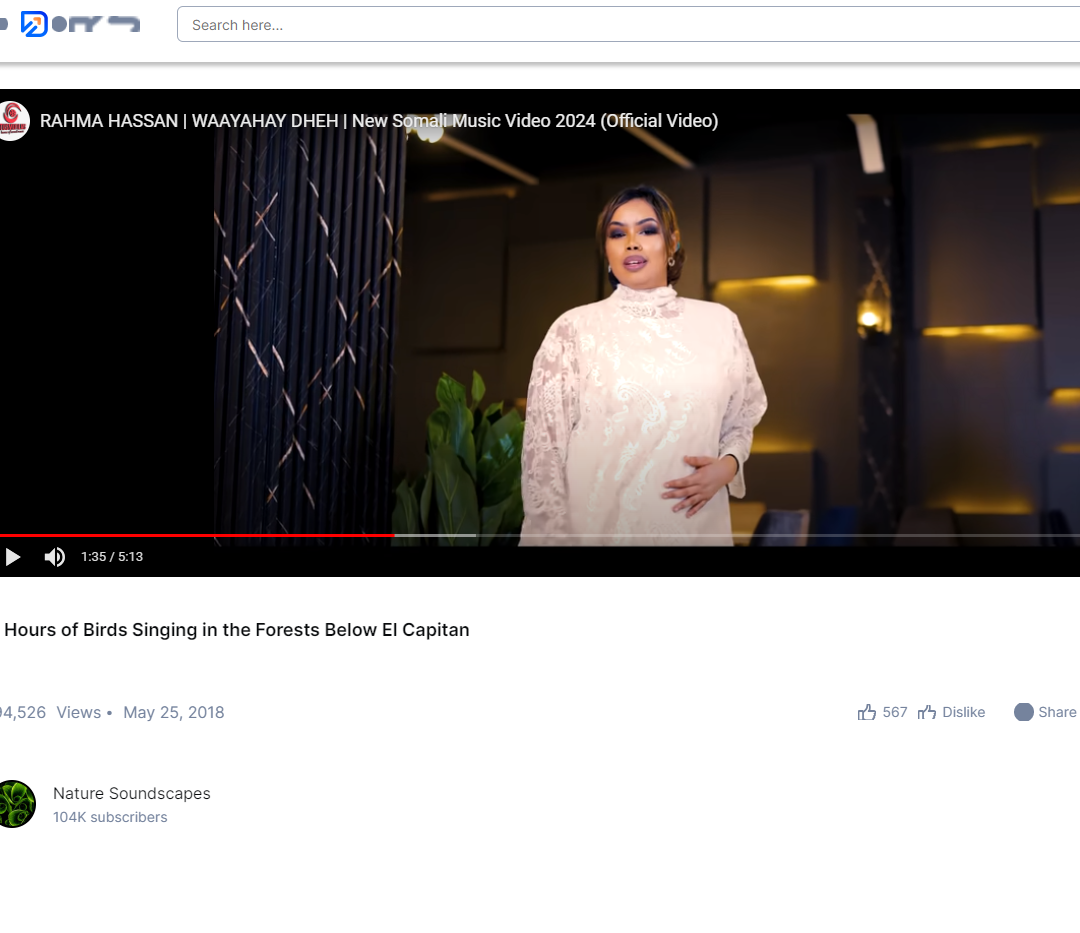 Search here...
RAHMA HASSAN | WAAYAHAY DHEH | New Somali Music Video 2024 (Official Video)
1:35 / 5:13
Hours of Birds Singing in the Forests Below El Capitan
94,526 Views • May 25, 2018
567 Dislike Share
Nature Soundscapes
104K subscribers